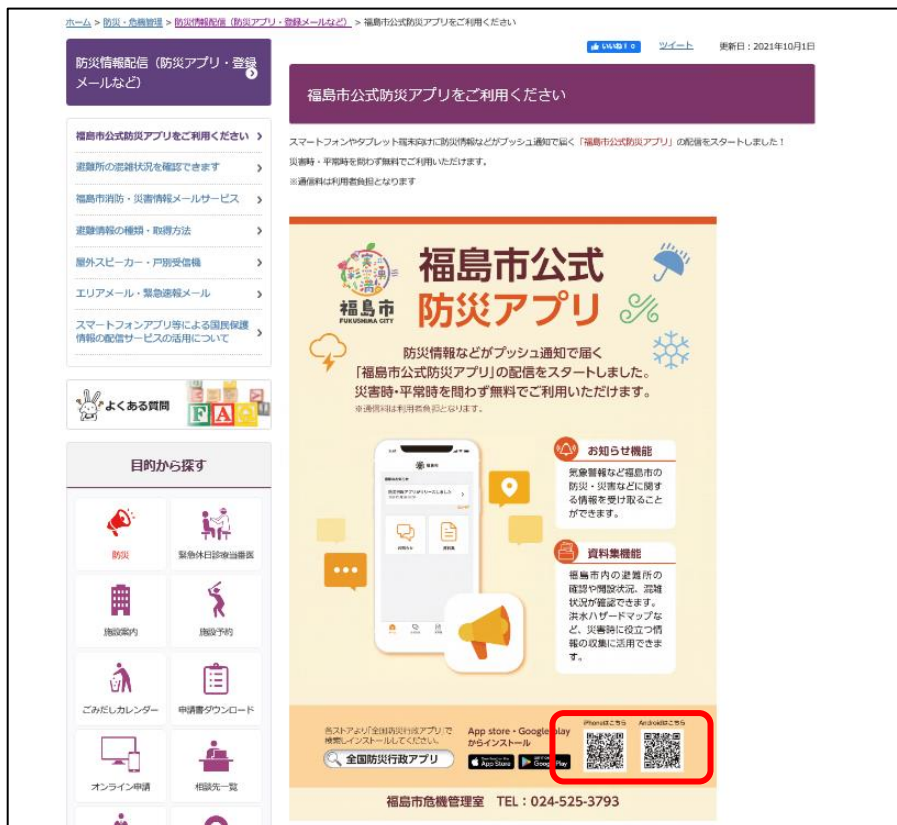 ホーム > 防災・危機管理 > 防災情報配信（防災アプリ・登録メールなど） > 福島市公式防災アプリをご利用ください
いいね！ 0
ツイート
更新日：2021年10月1日
防災情報配信（防災アプリ・登録
メールなど）
福島市公式防災アプリをご利用ください
避難所の混雑状況を確認できます
福島市消防・災害情報メールサービス
避難情報の種類・取得方法
屋外スピーカー・戸別受信機
エリアメール・緊急速報メール
スマートフォンアプリ等による国民保護
情報の配信サービスの活用について
よくある質問
FAQ
目的から探す
防災
緊急休日診療当番医
施設案内
施設予約
ごみだしカレンダー
申請書ダウンロード
オンライン申請
相談先一覧
福島市公式防災アプリをご利用ください
スマートフォンやタブレット端末向けに防災情報などがプッシュ通知で届く「福島市公式防災アプリ」の配信をスタートしました！
災害時・平常時を問わず無料でご利用いただけます。
※通信料は利用者負担となります
福島市
FUKUSHIMA CITY
福島市公式
防災アプリ
防災情報などがプッシュ通知で届く
「福島市公式防災アプリ」の配信をスタートしました。
災害時・平常時を問わず無料でご利用いただけます。
※通信料は利用者負担となります。
福島市
お知らせ
資料集
お知らせ機能
気象警報など福島市の
防災・災害などに関す
る情報を受け取ること
ができます。
資料集機能
福島市内の避難所の
確認や開設状況、混雑
状況が確認できます。
洪水ハザードマップな
ど、災害時に役立つ情
報の収集に活用できま
す。
各ストアより「全国防災行政アプリ」で
検索しインストールしてください。
全国防災行政アプリ
App store・Google play
からインストール
App Store
Google Play
iPhoneはこちら
Androidはこちら
福島市危機管理室 TEL：024-525-3793